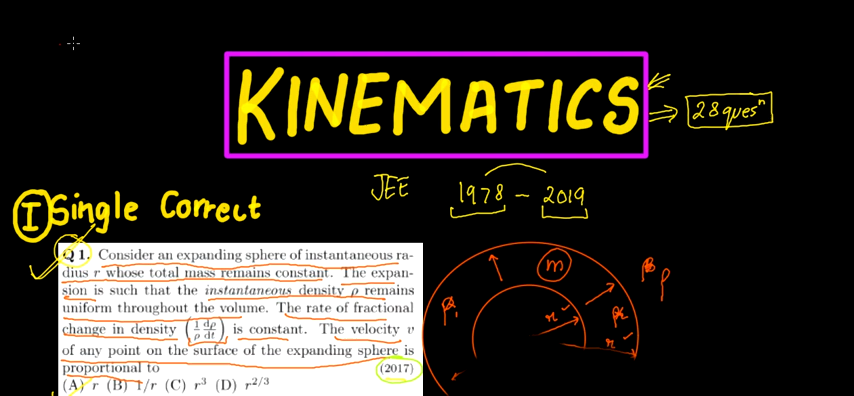 KINEMATICS
28 quesⁿ
JEE 1978 - 2019
I Single Correct
Q 1. Consider an expanding sphere of instantaneous ra-
dius r whose total mass remains constant. The expan-
sion is such that the instantaneous density ρ remains
uniform throughout the volume. The rate of fractional
change in density (1/ρ dρ/dt) is constant. The velocity v
of any point on the surface of the expanding sphere is
proportional to (2017)
(A) r (B) 1/r (C) r³ (D) r^2/3
m
ρ
r
r